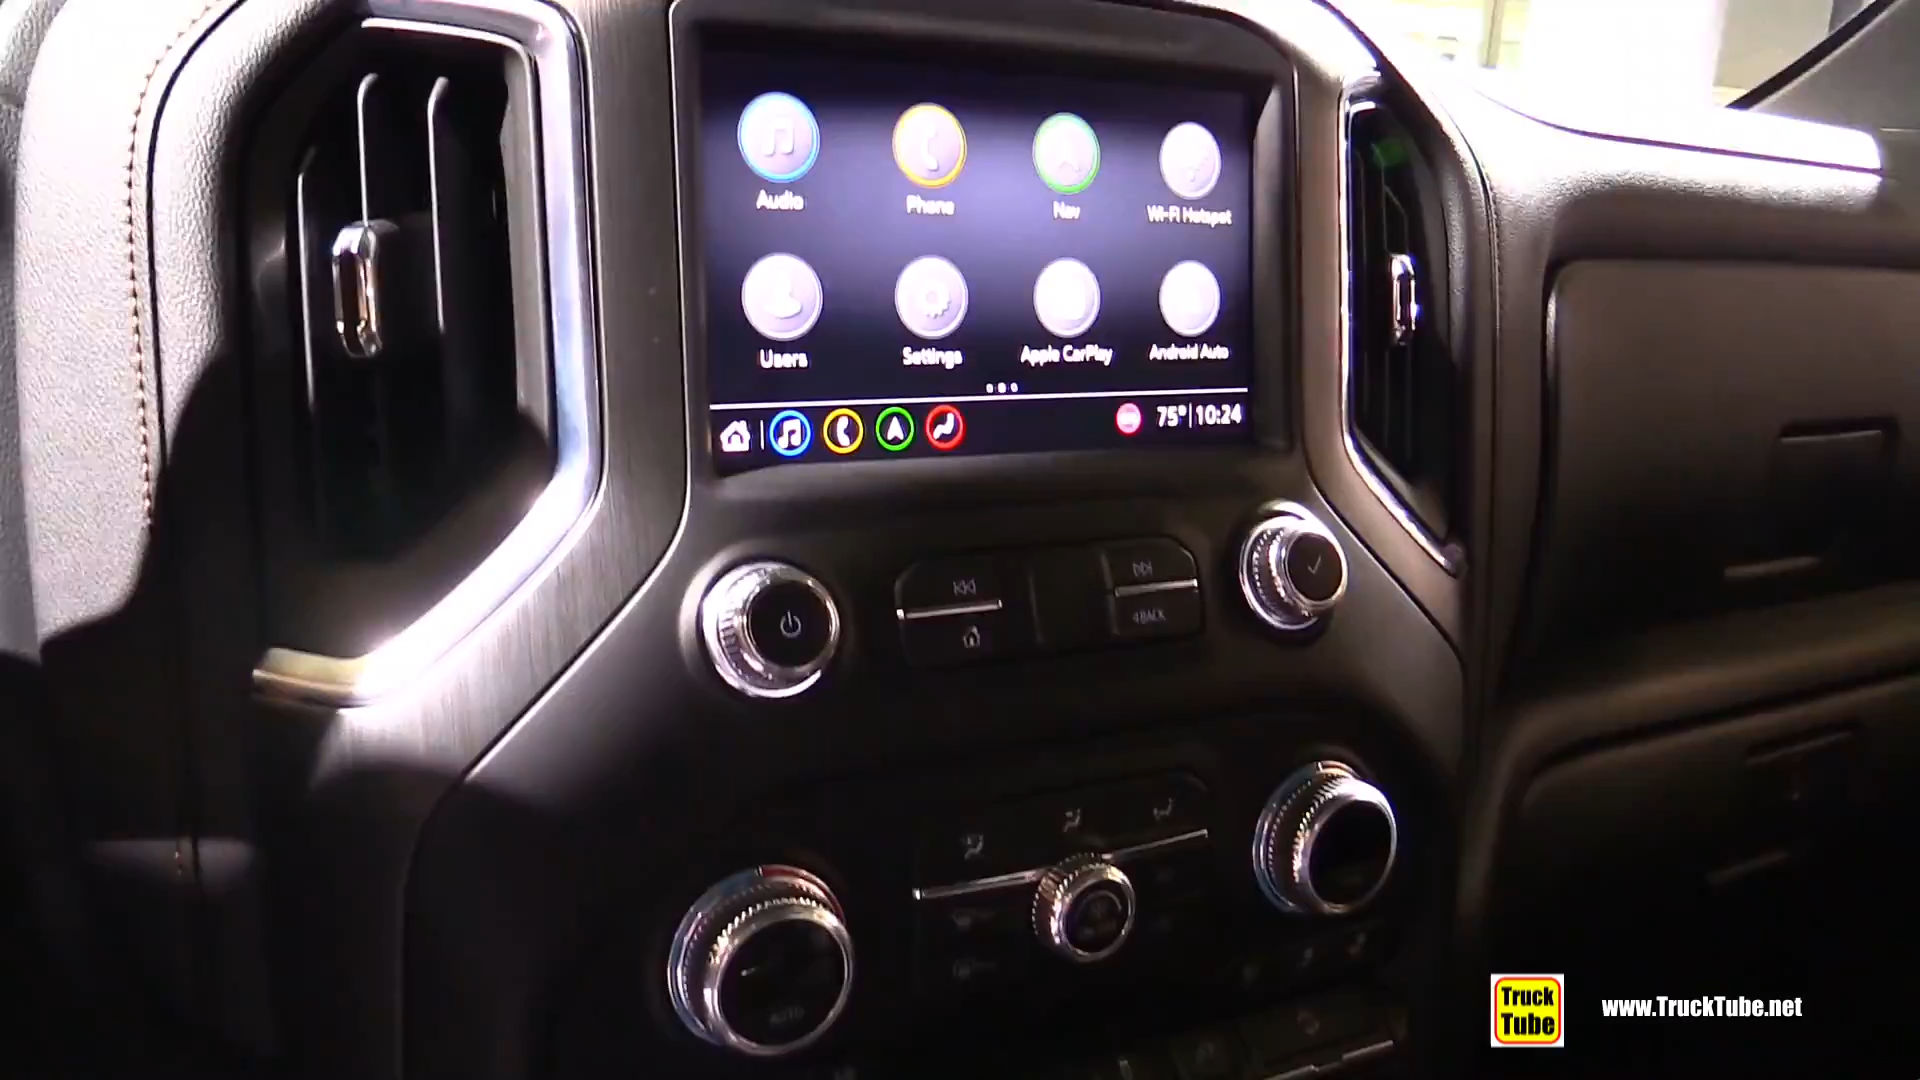 Audio Phone Nav Wi-Fi Hotspot
Users Settings Apple CarPlay Android Auto
75° 10:24
BACK
AUTO
Truck
Tube
www.TruckTube.net